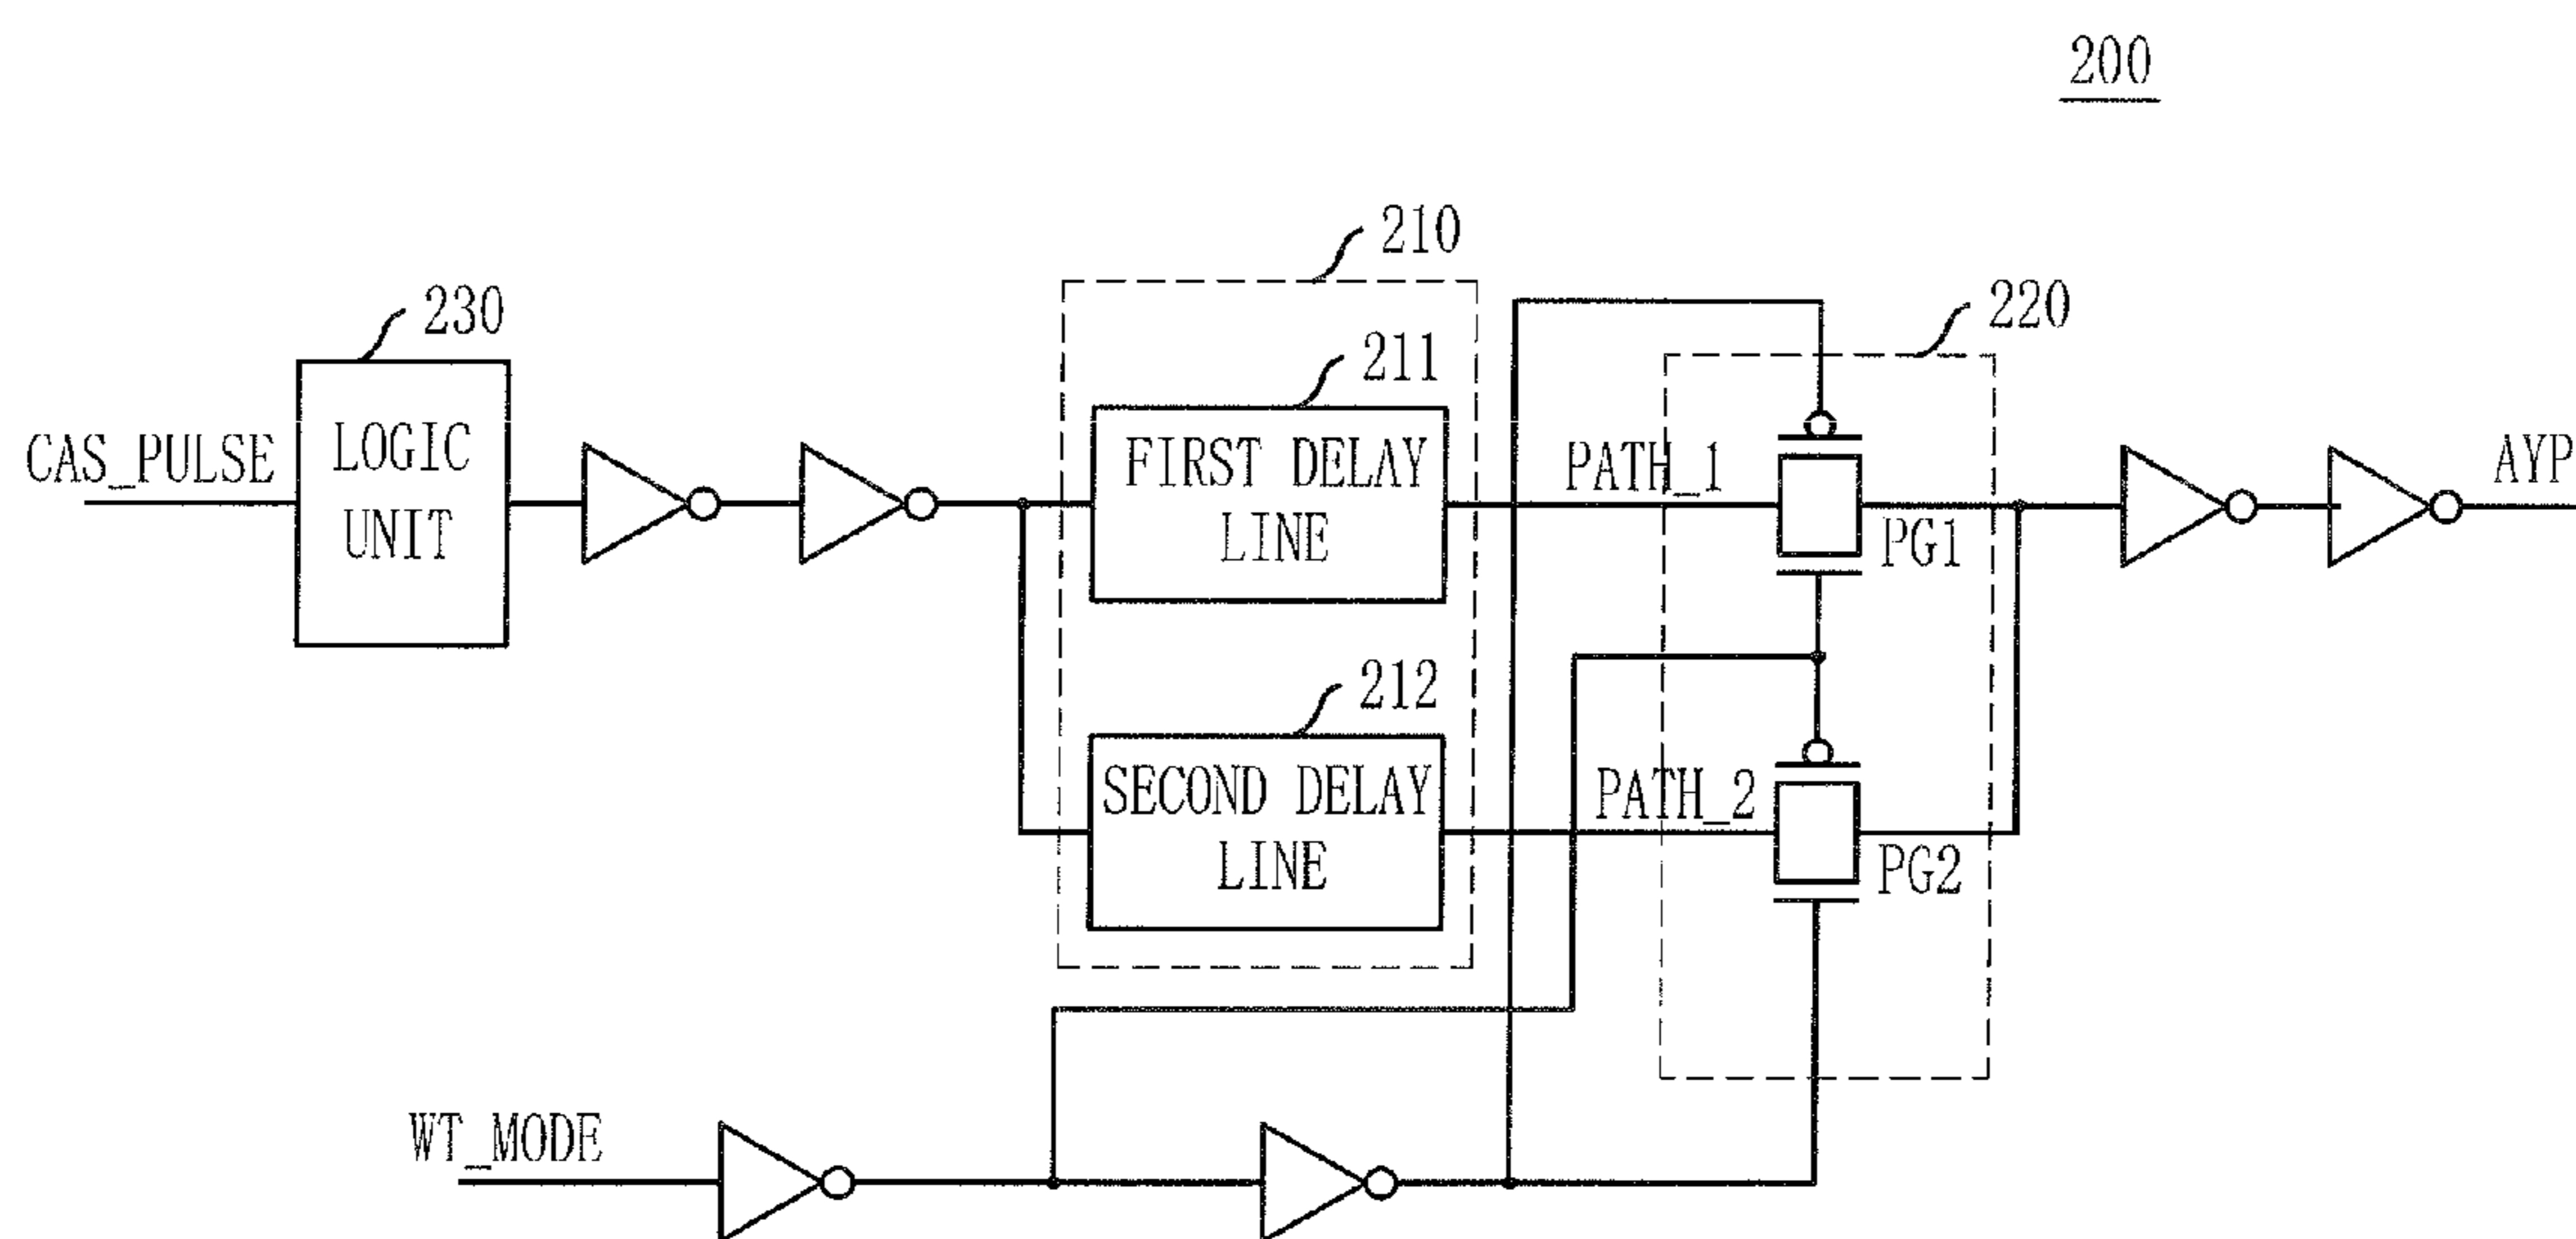 200
210
230
220
211
CAS_PULSE
LOGIC
UNIT
FIRST DELAY
LINE
PATH_1
PG1
AYP
212
SECOND DELAY
LINE
PATH_2
PG2
WT_MODE